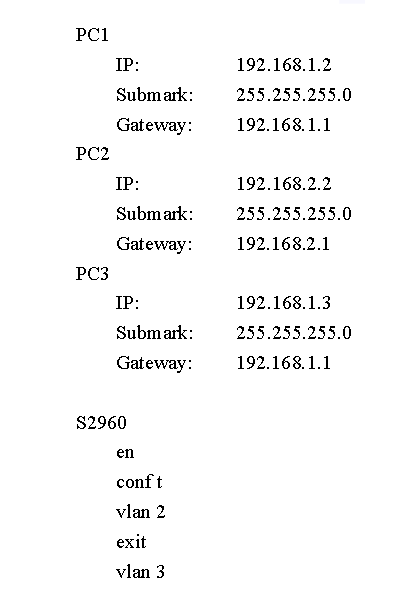 PC1
IP: 192.168.1.2
Submark: 255.255.255.0
Gateway: 192.168.1.1
PC2
IP: 192.168.2.2
Submark: 255.255.255.0
Gateway: 192.168.2.1
PC3
IP: 192.168.1.3
Submark: 255.255.255.0
Gateway: 192.168.1.1
S2960
en
conf t
vlan 2
exit
vlan 3